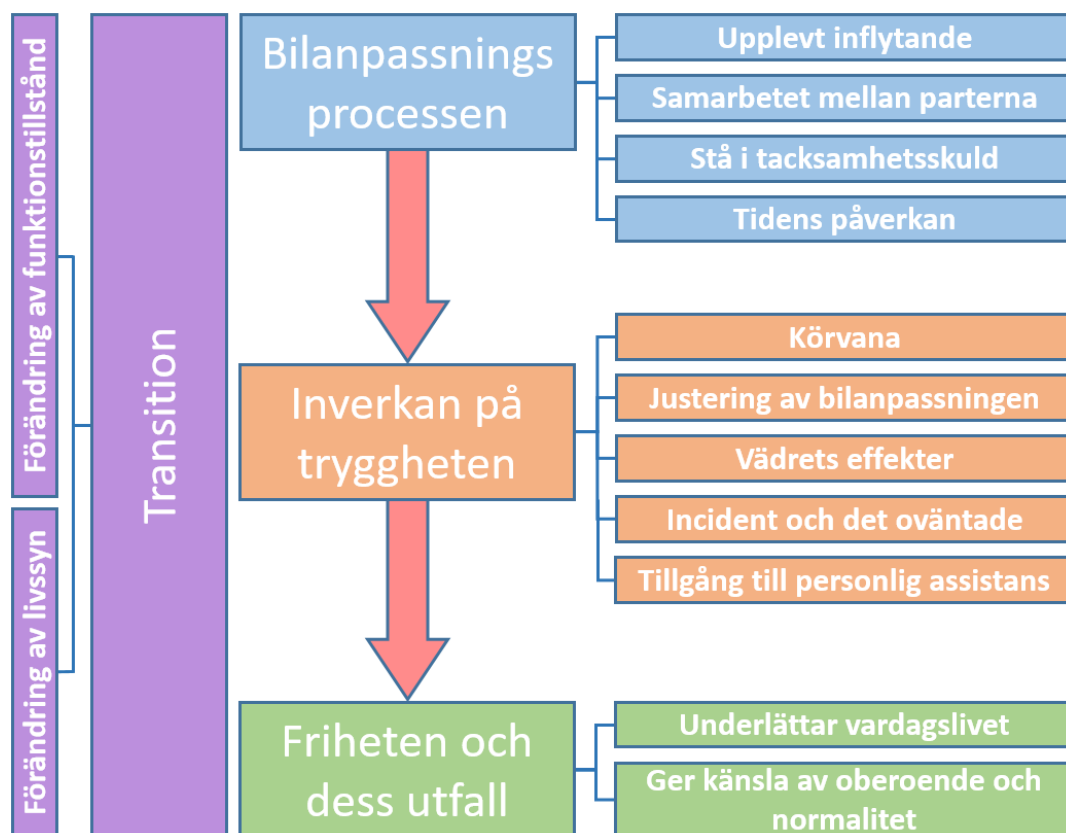 Förändring av funktionstillstånd
Förändring av livssyn
Transition
Bilanpassnings
processen
Upplevt inflytande
Samarbetet mellan parterna
Stå i tacksamhetsskuld
Tidens påverkan
Inverkan på
tryggheten
Körvana
Justering av bilanpassningen
Vädrets effekter
Incident och det oväntade
Tillgång till personlig assistans
Friheten och
dess utfall
Underlättar vardagslivet
Ger känsla av oberoende och
normalitet